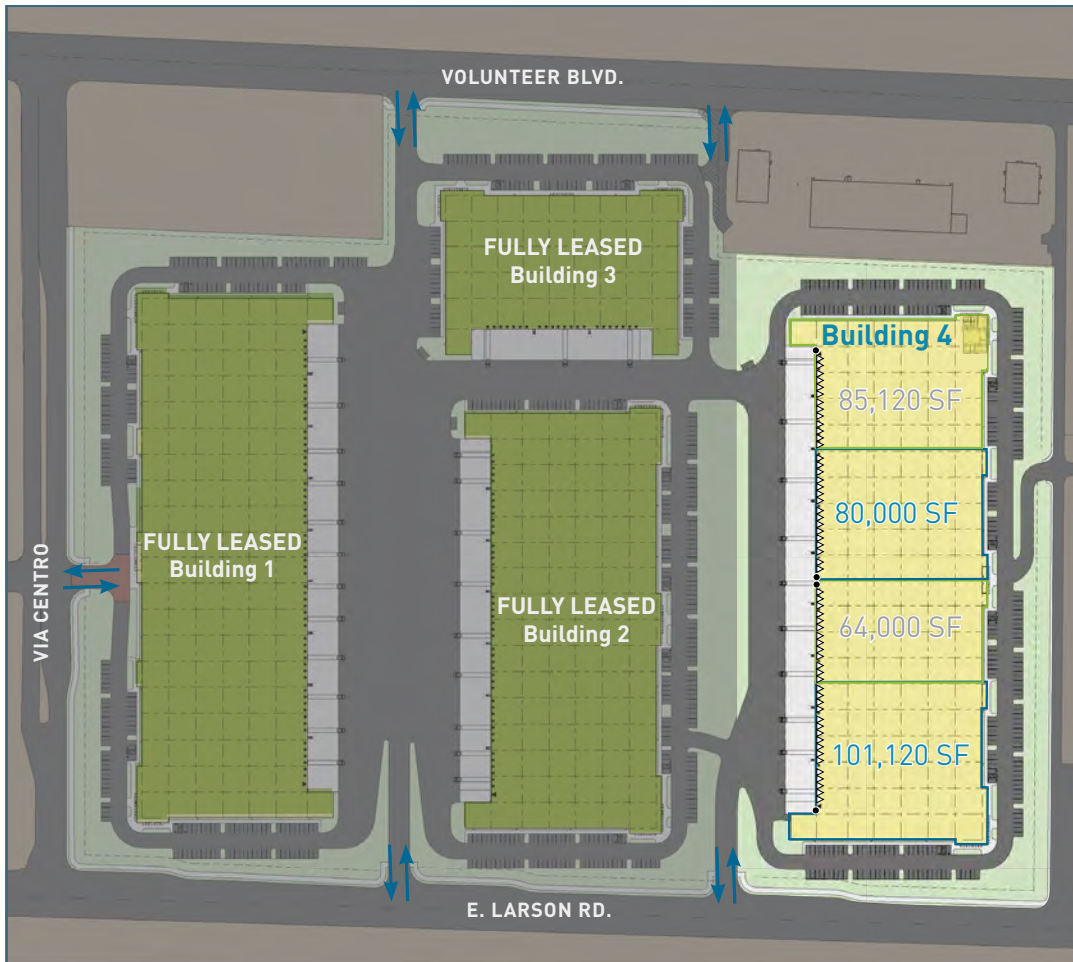 VOLUNTEER BLVD.
FULLY LEASED
Building 3
Building 4
85,120 SF
80,000 SF
FULLY LEASED
Building 1
VIA CENTRO
FULLY LEASED
Building 2
64,000 SF
101,120 SF
E. LARSON RD.